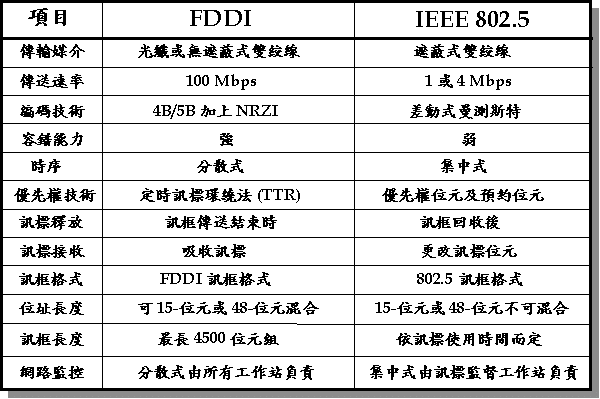 項目 FDDI IEEE 802.5
傳輸媒介 光纖或無遮蔽式雙絞線 遮蔽式雙絞線
傳送速率 100 Mbps 1 或 4 Mbps
編碼技術 4B/5B 加上 NRZI 差動式曼測斯特
容錯能力 強 弱
時序 分散式 集中式
優先權技術 定時訊標環繞法 (TTR) 優先權位元及預約位元
訊標釋放 訊框傳送結束時 訊框回收後
訊標接收 吸收訊標 更改訊標位元
訊框格式 FDDI 訊框格式 802.5 訊框格式
位址長度 可 15-位元或 48-位元混合 15-位元或 48-位元不可混合
訊框長度 最長 4500 位元組 依訊標使用時間而定
網路監控 分散式由所有工作站負責 集中式由訊標監督工作站負責